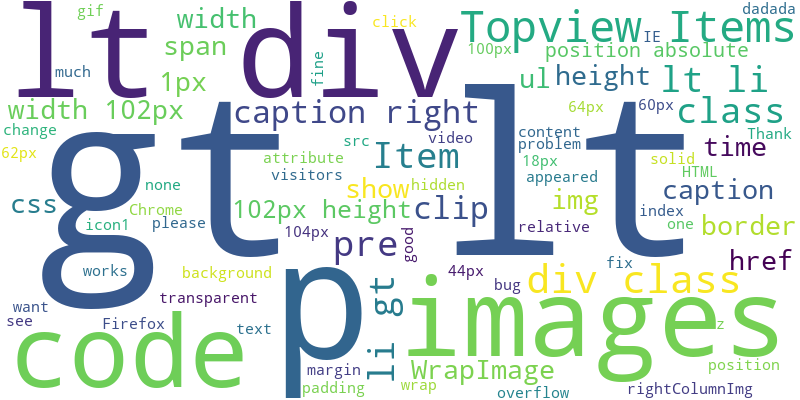 gif
width
click
Topview Items
dadada
IE
lt div
span
fine
100px
position absolute
much
1px
ul
height
lt li
width 102px
caption right
64px
60px
class
change
gt lt
src
video
content
Thank
62px
attribute
Item
problem
18px
solid
time
none
visitors
appeared
HTML
css
show
hidden
img
caption
Chrome
102px height
clip
index
icon1
please
relative
one
border
104px
pre
good
href
works
background
44px
bug
fix
div class
transparent
p
li gt
images
want
see
Firefox
text
code
zz
margin
WrapImage
position
padding
wrap
overflow
rightColumnImg